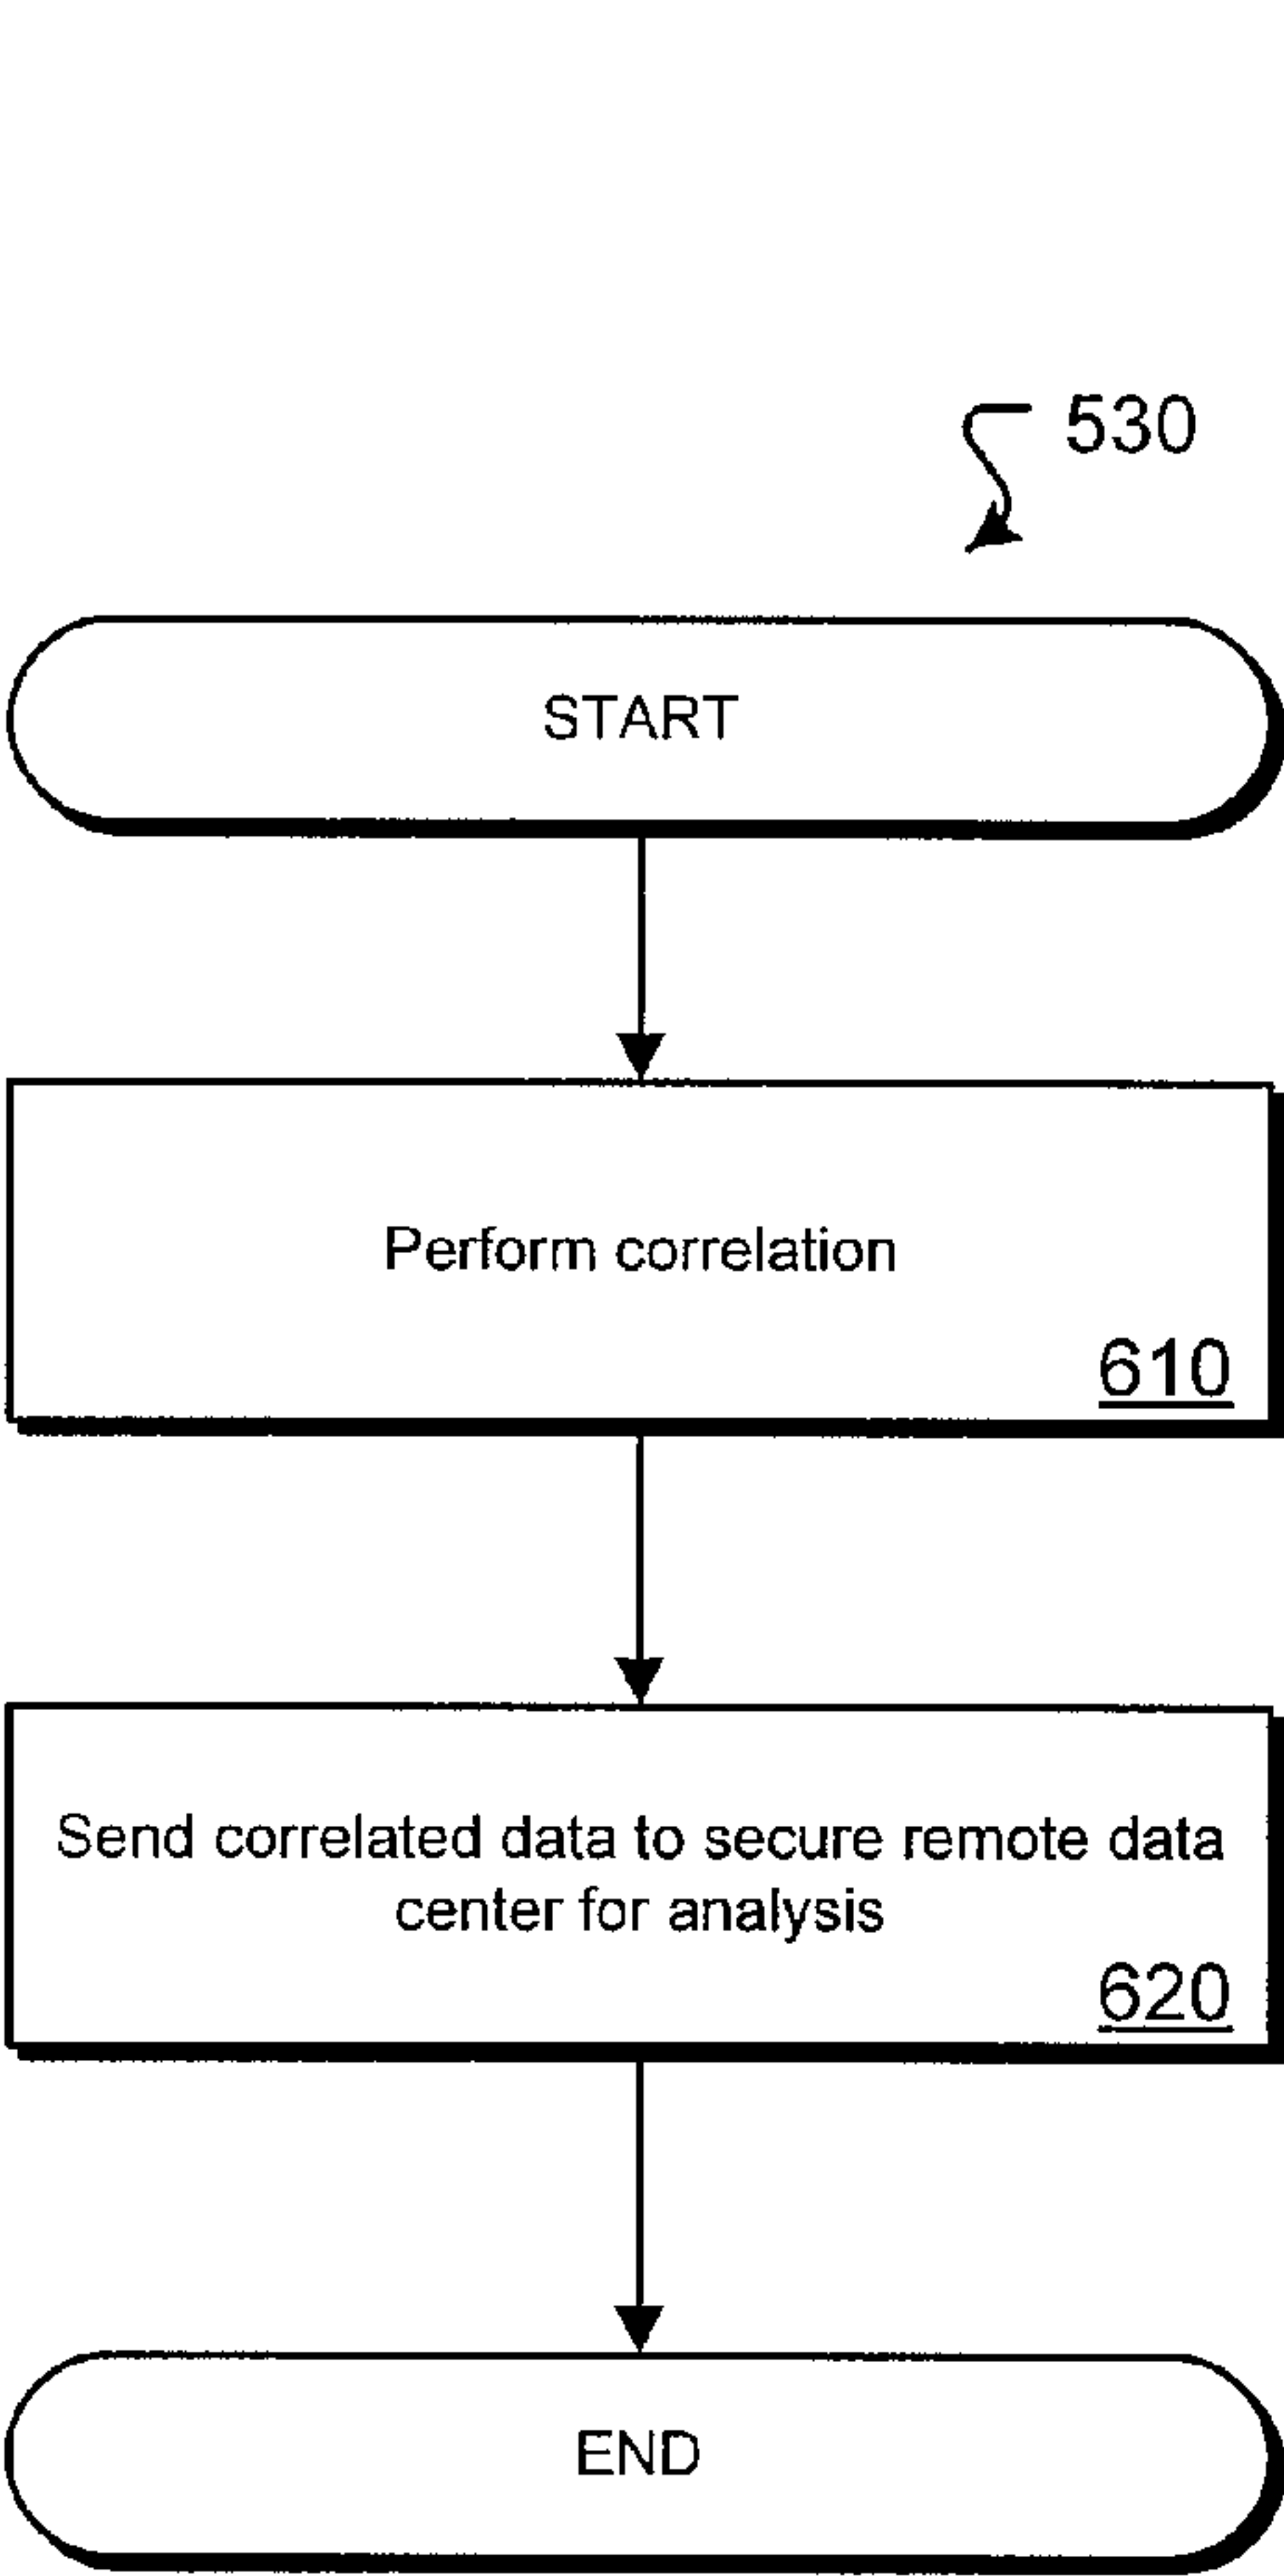 530
START
Perform correlation
610
Send correlated data to secure remote data
center for analysis
620
END